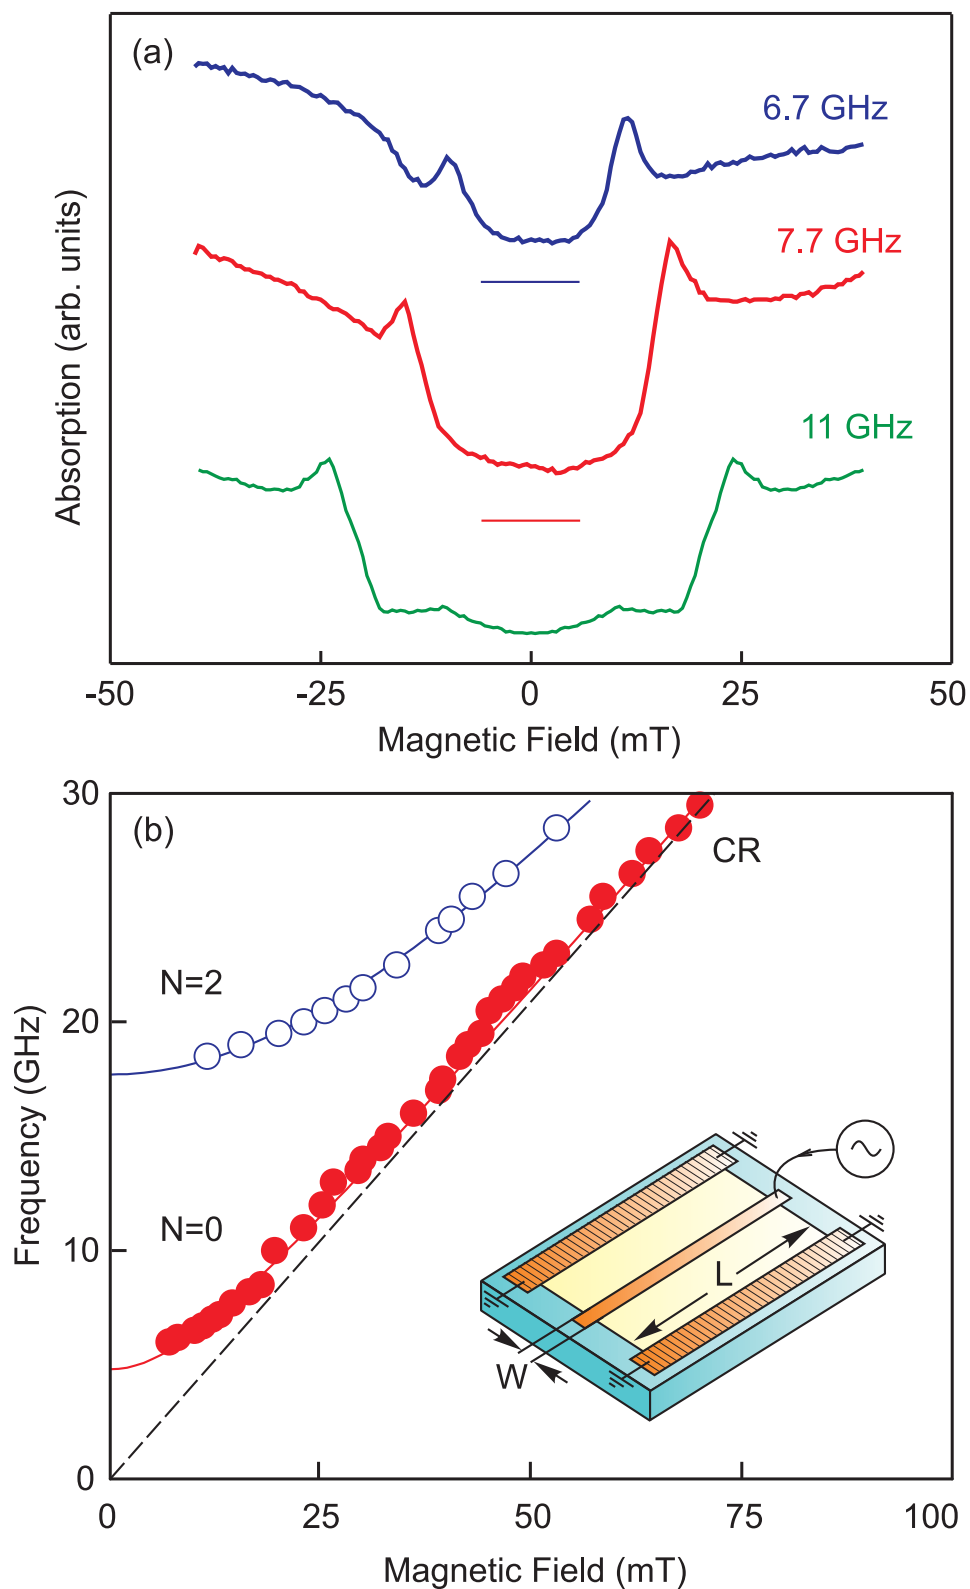 (a)
6.7 GHz
7.7 GHz
11 GHz
Absorption (arb. units)
-50 -25 0 25 50
Magnetic Field (mT)
(b)
30
CR
N=2
20
N=0
10
0
Frequency (GHz)
L
W
0 25 50 75 100
Magnetic Field (mT)